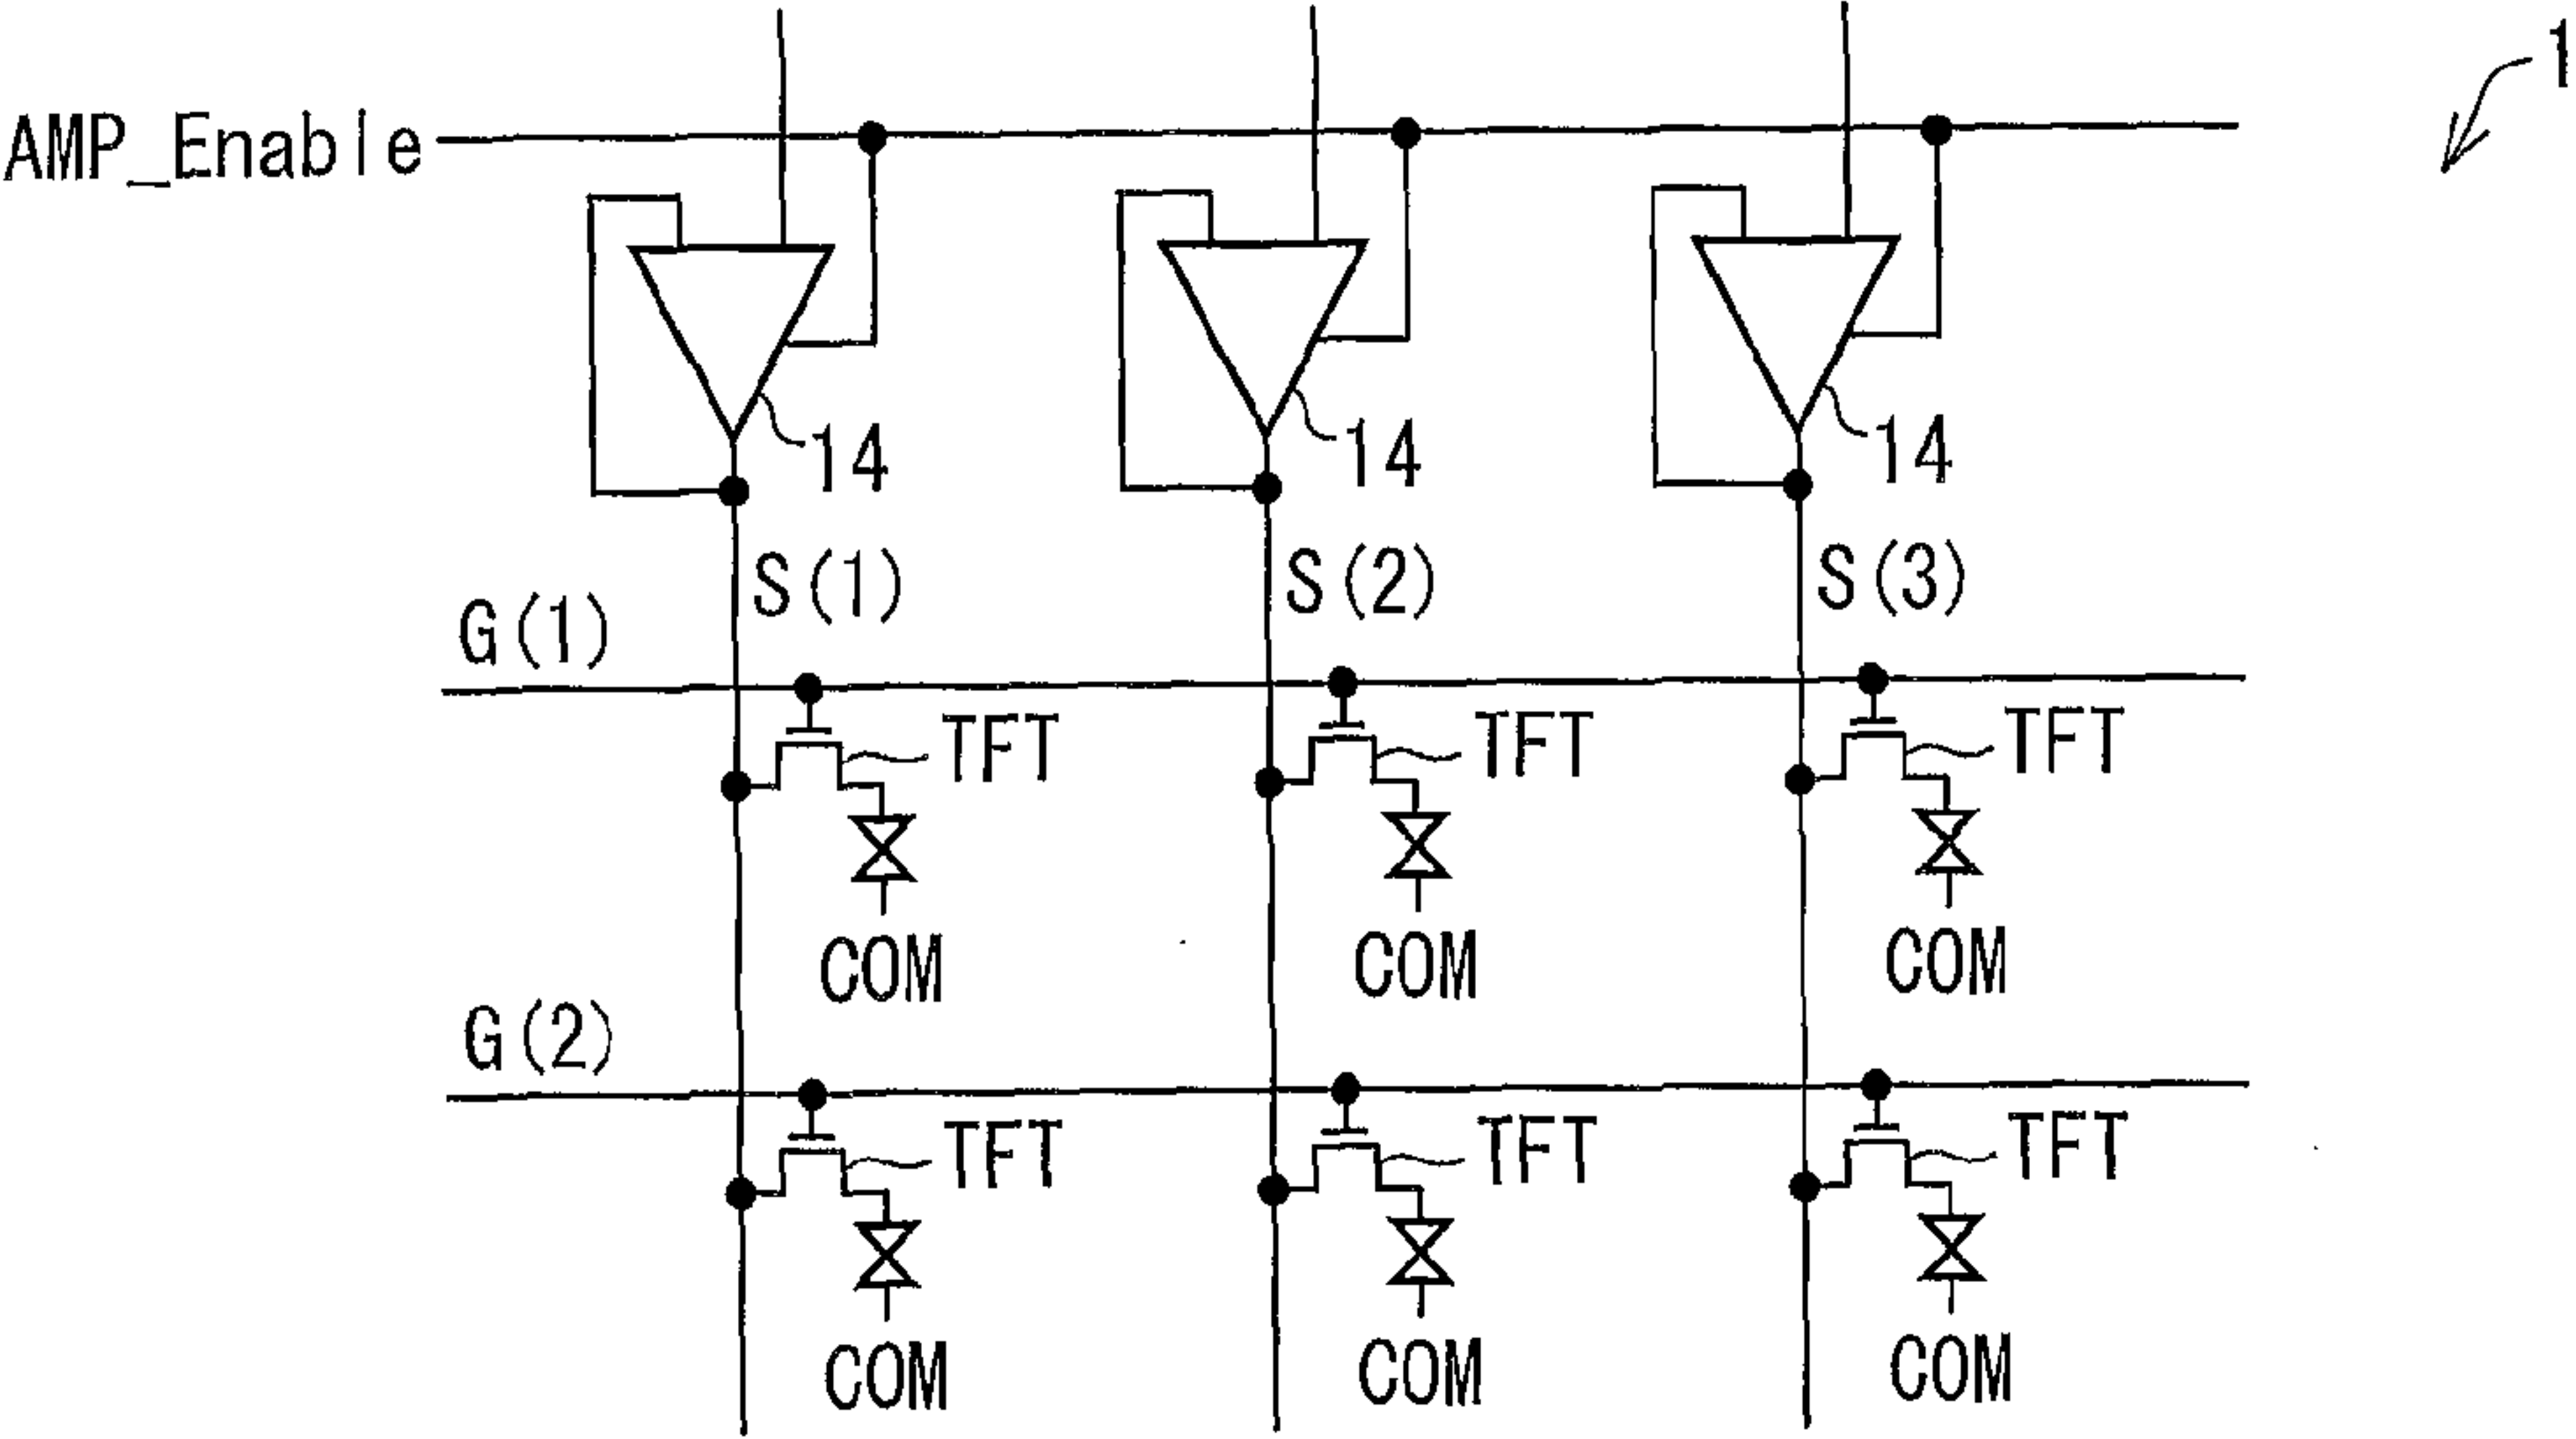 1
AMP_Enable
14 14 14
S(1) S(2) S(3)
G(1)
TFT TFT TFT
COM COM COM
G(2)
TFT TFT TFT
COM COM COM